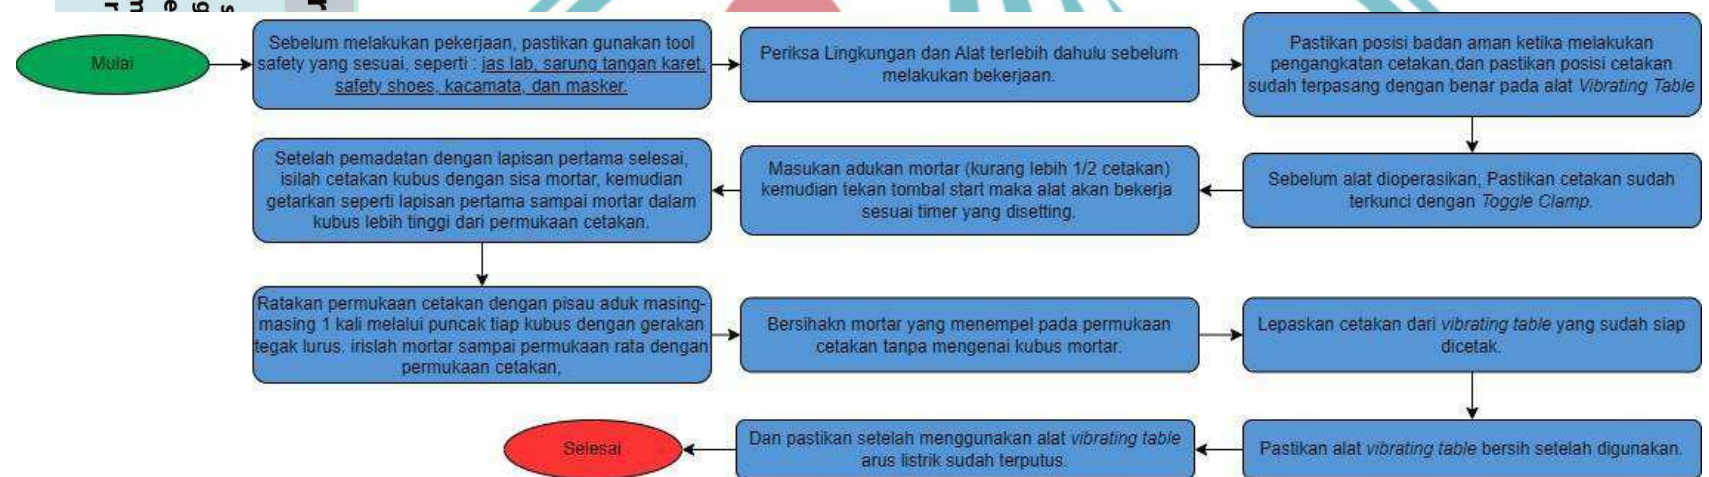 Mulai
Sebelum melakukan pekerjaan, pastikan gunakan tool
safety yang sesuai, seperti : jas lab, sarung tangan karet,
safety shoes, kacamata, dan masker.
Periksa Lingkungan dan Alat terlebih dahulu sebelum
melakukan bekerjaan.
Pastikan posisi badan aman ketika melakukan
pengangkatan cetakan,dan pastikan posisi cetakan
sudah terpasang dengan benar pada alat Vibrating Table
Sebelum alat dioperasikan, Pastikan cetakan sudah
terkunci dengan Toggle Clamp.
Masukan adukan mortar (kurang lebih 1/2 cetakan)
kemudian tekan tombal start maka alat akan bekerja
sesuai timer yang disetting.
Setelah pemadatan dengan lapisan pertama selesai,
isilah cetakan kubus dengan sisa mortar, kemudian
getarkan seperti lapisan pertama sampai mortar dalam
kubus lebih tinggi dari permukaan cetakan.
Ratakan permukaan cetakan dengan pisau aduk masing-
masing 1 kali melalui puncak tiap kubus dengan gerakan
tegak lurus. irislah mortar sampai permukaan rata dengan
permukaan cetakan,
Bersihakn mortar yang menempel pada permukaan
cetakan tanpa mengenai kubus mortar.
Lepaskan cetakan dari vibrating table yang sudah siap
dicetak.
Pastikan alat vibrating table bersih setelah digunakan.
Dan pastikan setelah menggunakan alat vibrating table
arus listrik sudah terputus.
Selesai